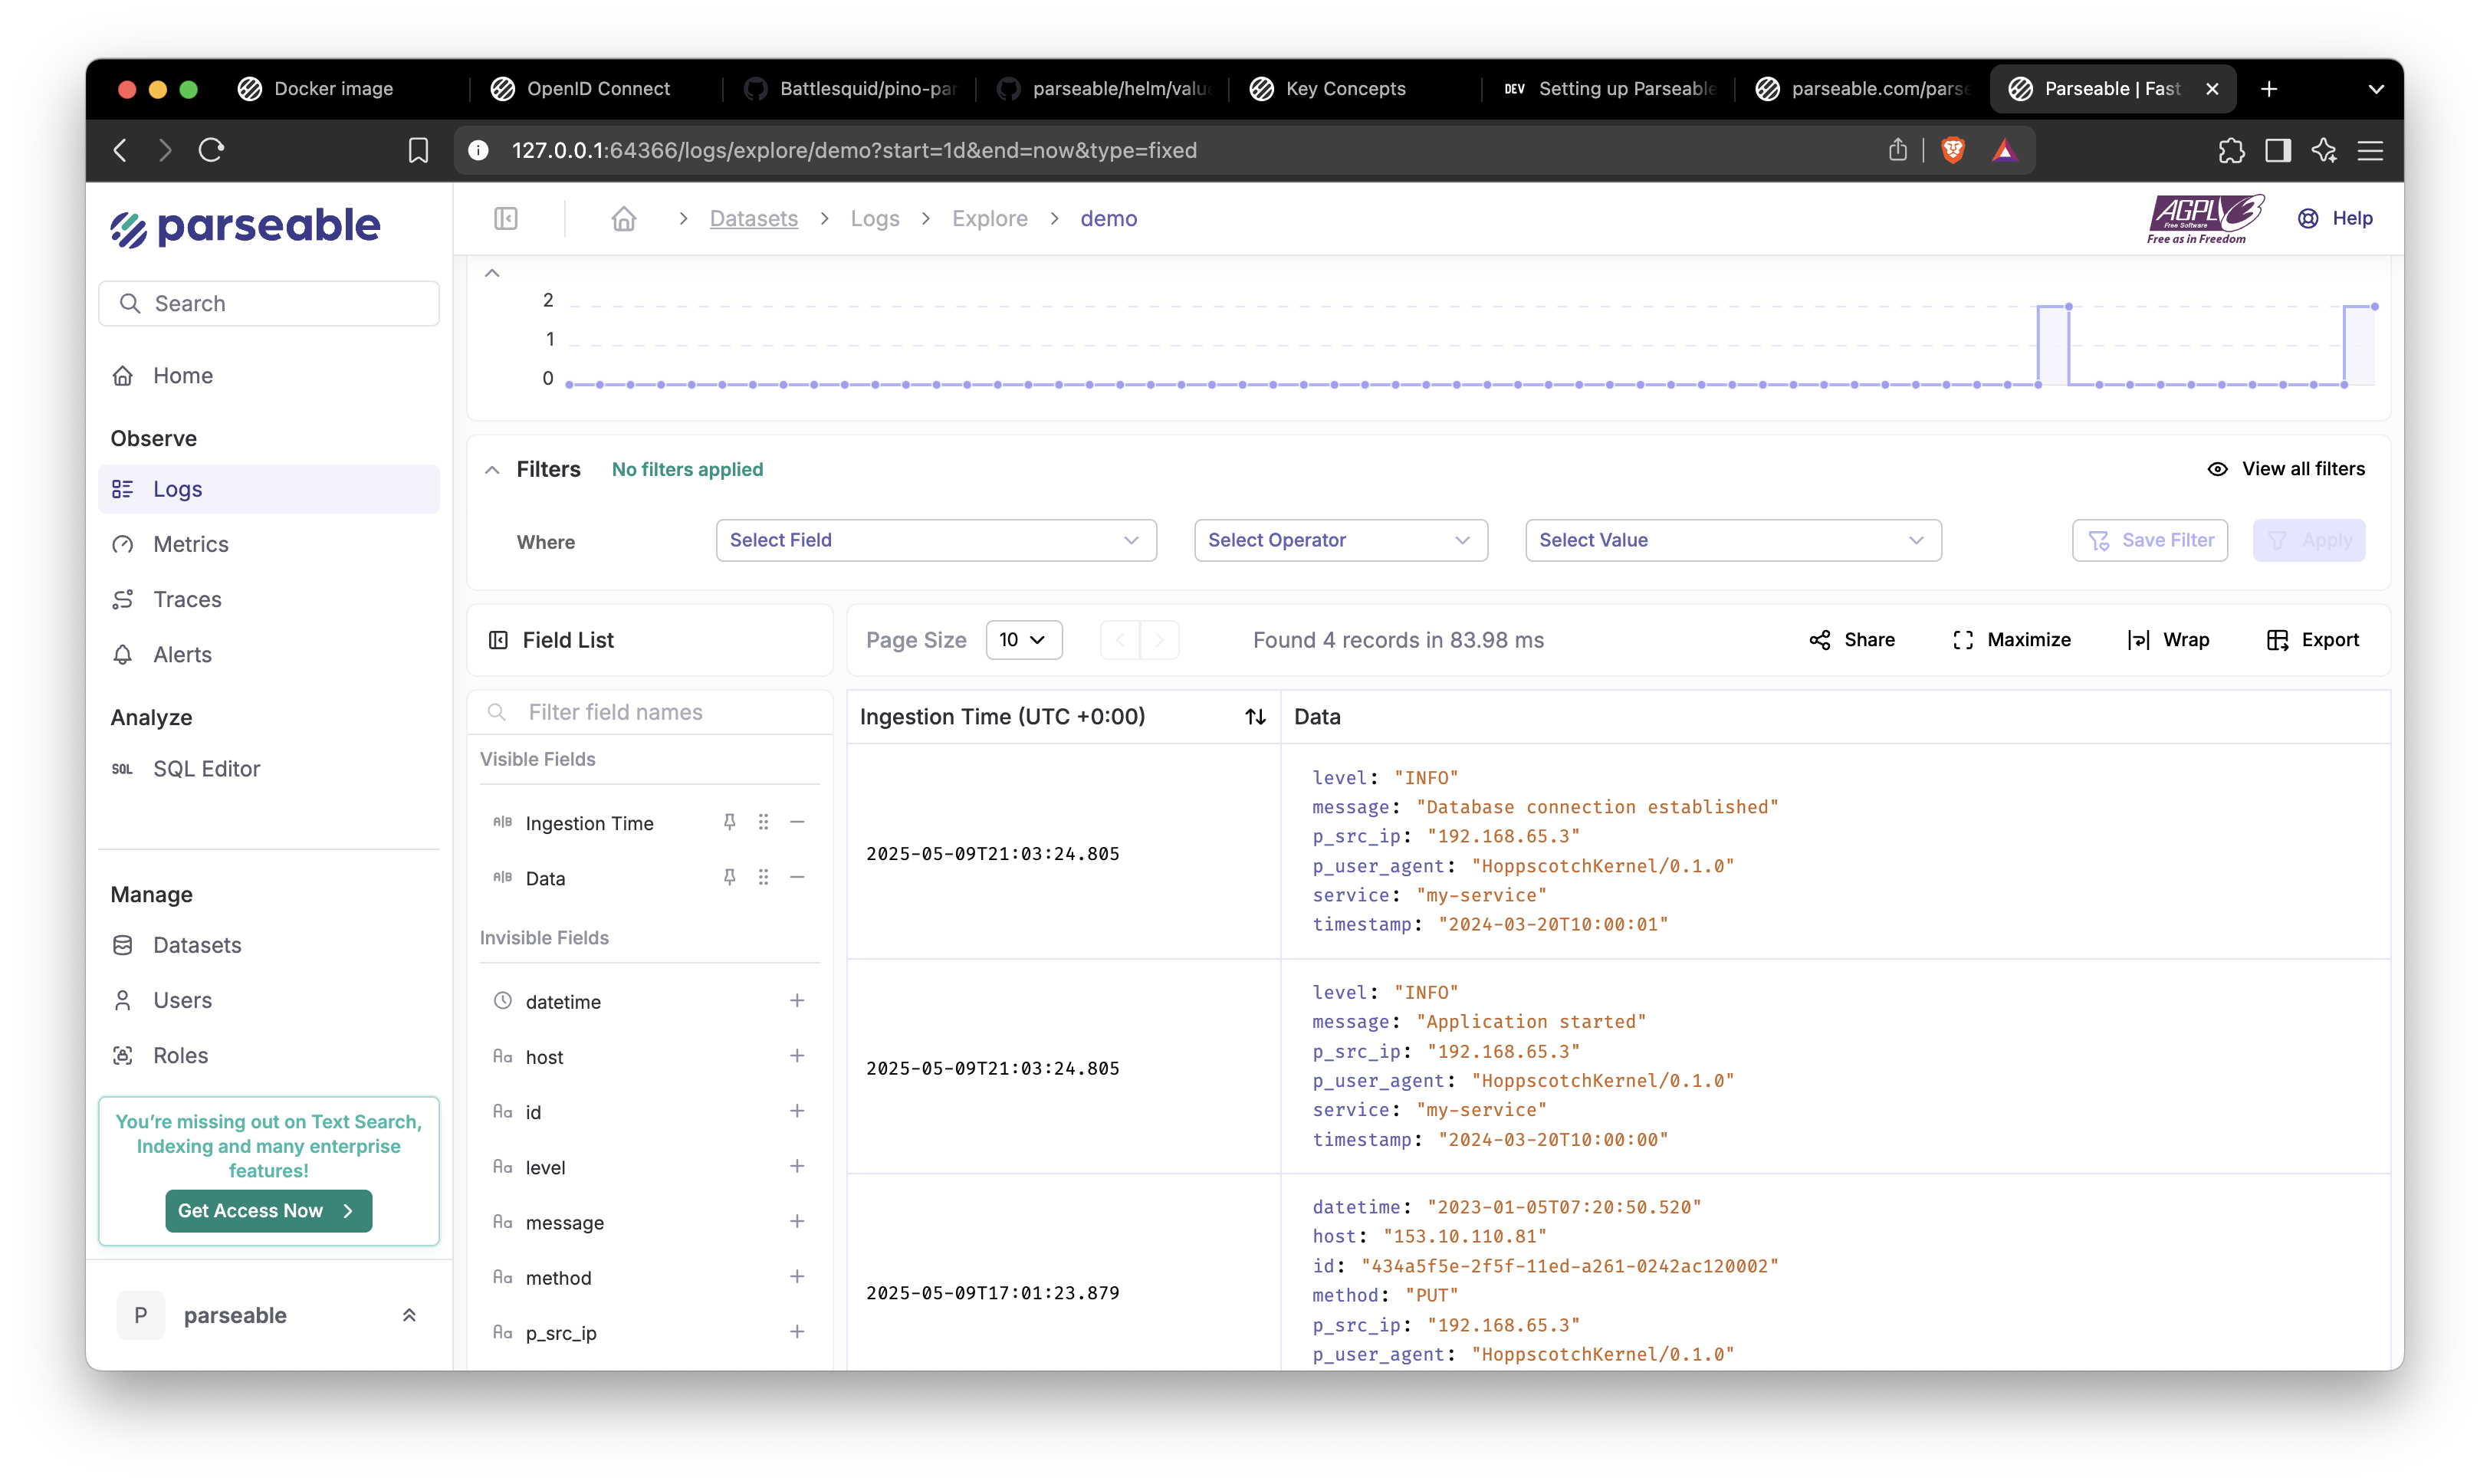 Docker image
OpenID Connect
Battlesquid/pino-par
parseable/helm/valu
Key Concepts
DEV Setting up Parseable
parseable.com/parse
Parseable | Fast
127.0.0.1:64366/logs/explore/demo?start=1d&end=now&type=fixed
parseable
Datasets
Logs
Explore
demo
AGPLv3
Free Software
Free as in Freedom
Help
Search
Home
Observe
Logs
Metrics
Traces
Alerts
Analyze
SQL SQL Editor
Manage
Datasets
Users
Roles
You're missing out on Text Search,
Indexing and many enterprise
features!
Get Access Now
P parseable
2
1
0
Filters No filters applied
View all filters
Where
Select Field
Select Operator
Select Value
Save Filter
Apply
Field List
Page Size 10
Found 4 records in 83.98 ms
Share
Maximize
Wrap
Export
Filter field names
Visible Fields
A|B Ingestion Time
A|B Data
Invisible Fields
datetime
Aa host
Aa id
Aa level
Aa message
Aa method
Aa p_src_ip
Ingestion Time (UTC +0:00)
Data
2025-05-09T21:03:24.805
level: "INFO"
message: "Database connection established"
p_src_ip: "192.168.65.3"
p_user_agent: "HoppscotchKernel/0.1.0"
service: "my-service"
timestamp: "2024-03-20T10:00:01"
2025-05-09T21:03:24.805
level: "INFO"
message: "Application started"
p_src_ip: "192.168.65.3"
p_user_agent: "HoppscotchKernel/0.1.0"
service: "my-service"
timestamp: "2024-03-20T10:00:00"
2025-05-09T17:01:23.879
datetime: "2023-01-05T07:20:50.520"
host: "153.10.110.81"
id: "434a5f5e-2f5f-11ed-a261-0242ac120002"
method: "PUT"
p_src_ip: "192.168.65.3"
p_user_agent: "HoppscotchKernel/0.1.0"